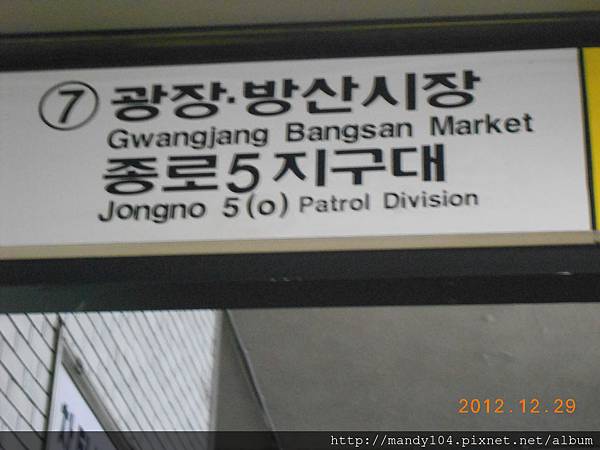 ⑦ 광장·방산시장
Gwangjang Bangsan Market
종로5지구대
Jongno 5(o) Patrol Division
2012.12.29
http://mandy104.pixnet.net/album